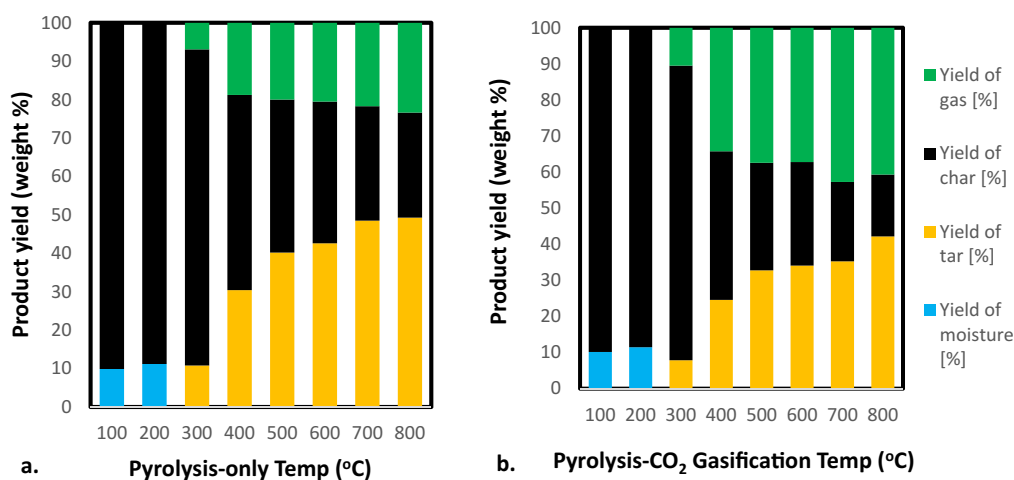 Product yield (weight %)
100
90
80
70
60
50
40
30
20
10
0
100 200 300 400 500 600 700 800
a. Pyrolysis-only Temp (°C)
Product yield (weight %)
100
90
80
70
60
50
40
30
20
10
0
100 200 300 400 500 600 700 800
b. Pyrolysis-CO₂ Gasification Temp (°C)
Yield of
gas [%]
Yield of
char [%]
Yield of
tar [%]
Yield of
moisture
[%]